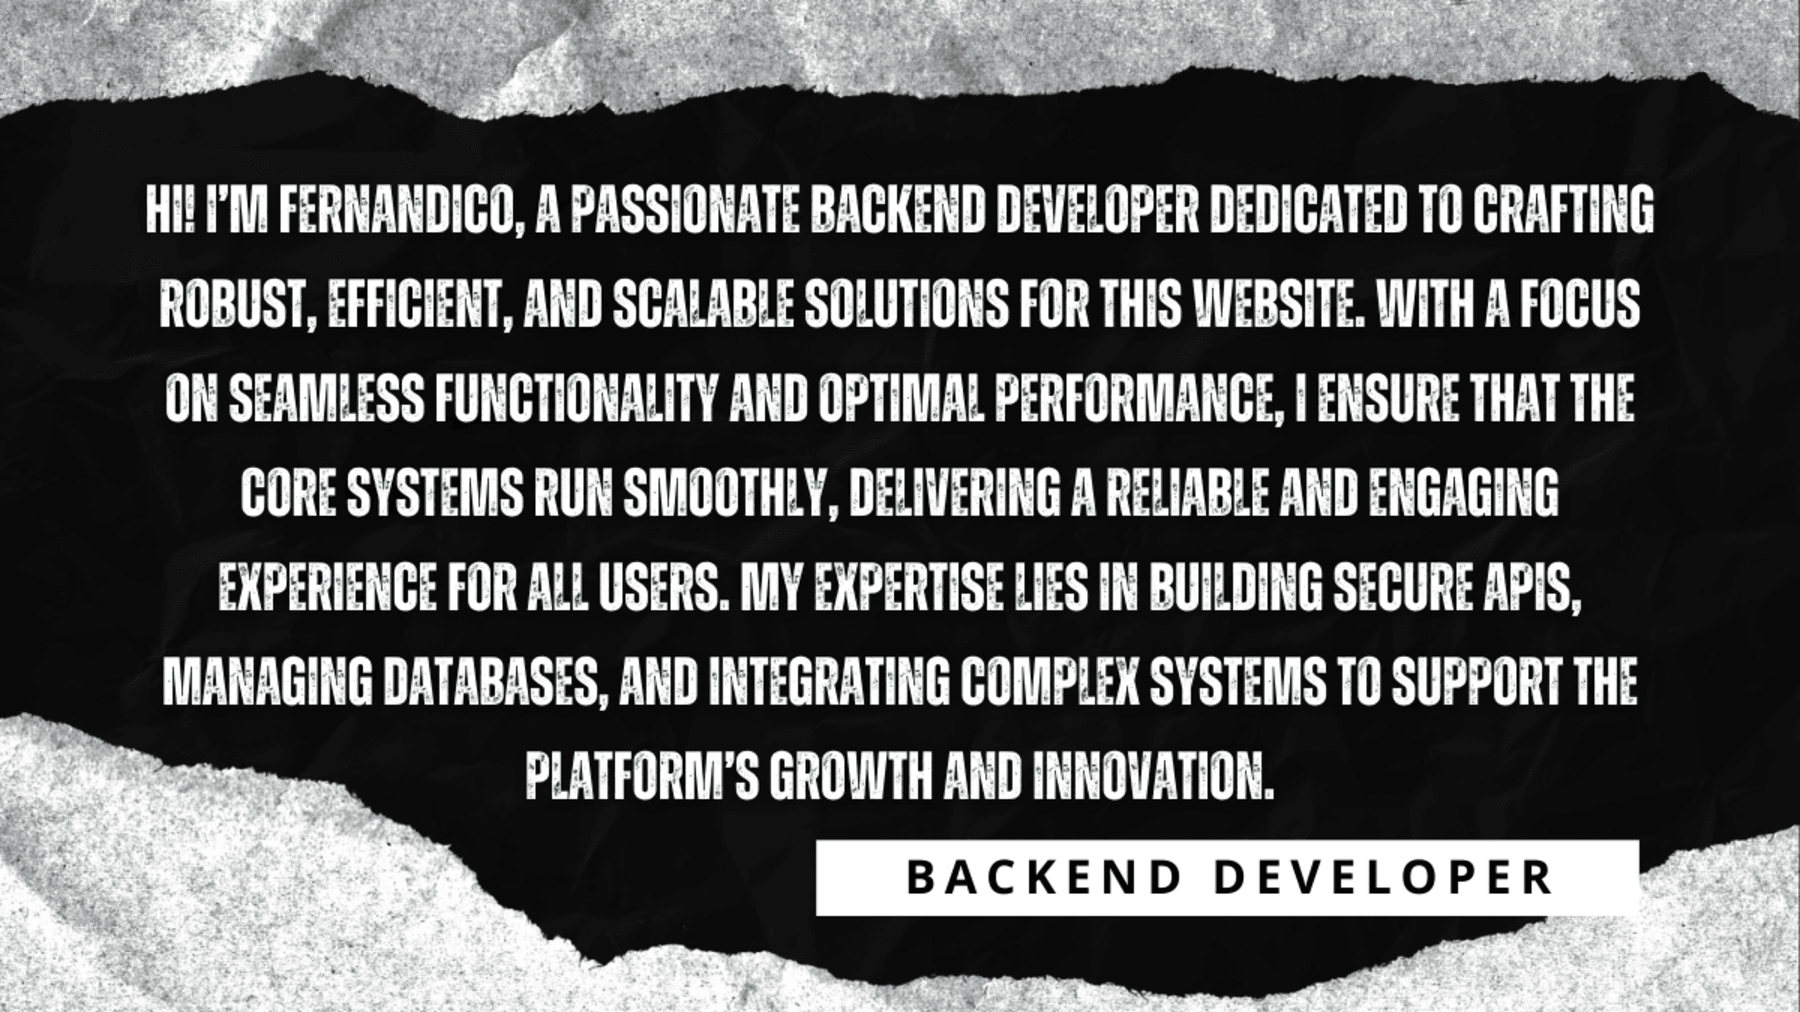 HI! I'M FERNANDICO, A PASSIONATE BACKEND DEVELOPER DEDICATED TO CRAFTING
ROBUST, EFFICIENT, AND SCALABLE SOLUTIONS FOR THIS WEBSITE. WITH A FOCUS
ON SEAMLESS FUNCTIONALITY AND OPTIMAL PERFORMANCE, I ENSURE THAT THE
CORE SYSTEMS RUN SMOOTHLY, DELIVERING A RELIABLE AND ENGAGING
EXPERIENCE FOR ALL USERS. MY EXPERTISE LIES IN BUILDING SECURE APIS,
MANAGING DATABASES, AND INTEGRATING COMPLEX SYSTEMS TO SUPPORT THE
PLATFORM'S GROWTH AND INNOVATION.
BACKEND DEVELOPER